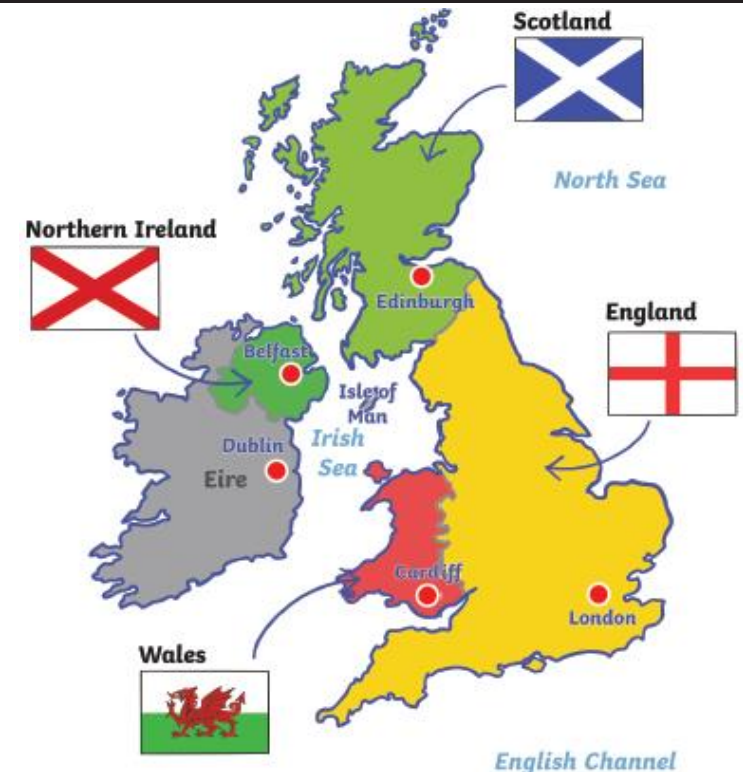 Scotland
North Sea
Northern Ireland
Edinburgh
England
Belfast
Isle of
Man
Dublin
Irish
Sea
Eire
Cardiff
London
Wales
English Channel